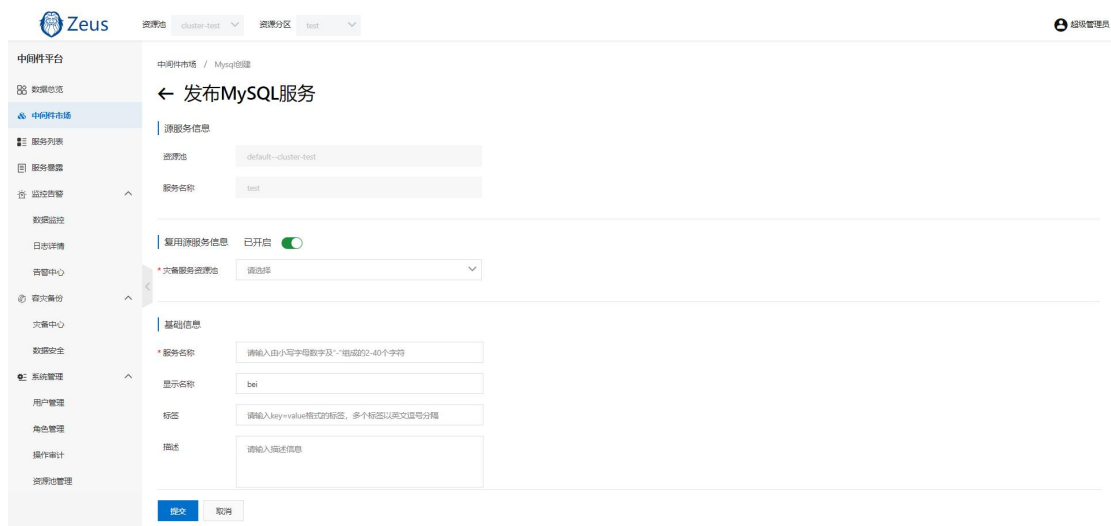 Zeus
资源池 cluster-test 资源分区 test
超级管理员
中间件平台
数据总览
中间件市场
服务列表
服务暴露
监控告警
数据监控
日志详情
告警中心
容灾备份
灾备中心
数据安全
系统管理
用户管理
角色管理
操作审计
资源池管理
中间件市场 / Mysql创建
← 发布MySQL服务
源服务信息
资源池 default--cluster-test
服务名称 test
复用源服务信息 已开启
* 灾备服务资源池 请选择
基础信息
* 服务名称 请输入由小写字母数字及"-"组成的2-40个字符
显示名称 bei
标签 请输入key=value格式的标签，多个标签以英文逗号分隔
描述 请输入描述信息
提交 取消